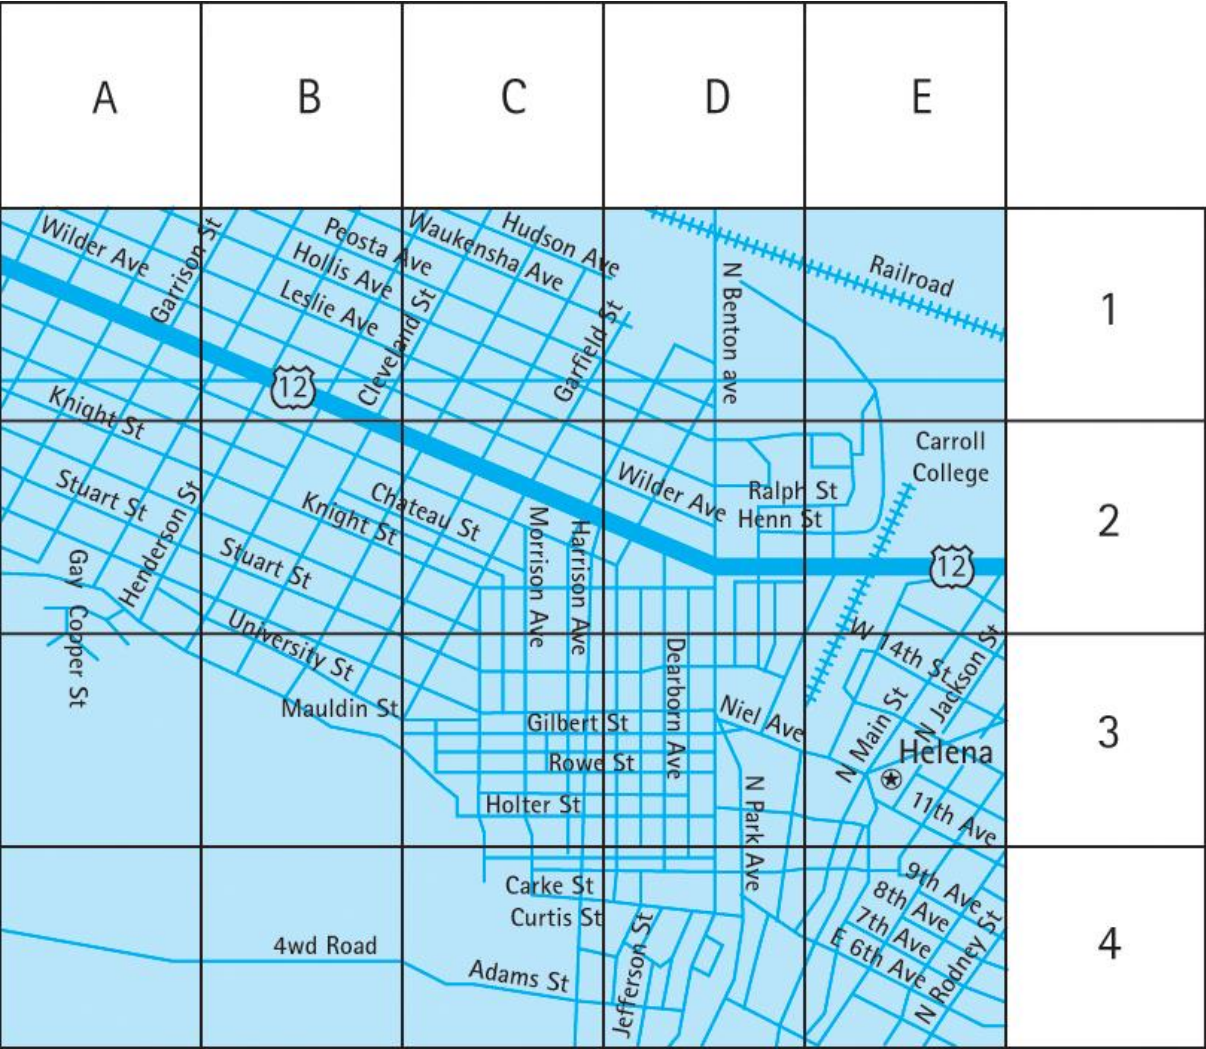 A
B
C
D
E
1
2
3
4
Wilder Ave
Garrison St
Peosta Ave
Hollis Ave
Leslie Ave
Cleveland St
Waukensha Ave
Hudson Ave
Garfield St
N Benton ave
Railroad
12
Knight St
Stuart St
Henderson St
Gay Cooper St
Chateau St
Knight St
Stuart St
Morrison Ave
Harrison Ave
Wilder Ave
Ralph St
Henn St
Carroll
College
12
University St
Mauldin St
Gilbert St
Rowe St
Holter St
Dearborn Ave
Niel Ave
N Park Ave
W 14th St
N Jackson St
N Main St
Helena
11th Ave
4wd Road
Carke St
Curtis St
Adams St
Jefferson St
9th Ave
8th Ave
7th Ave
E 6th Ave
N Rodney St